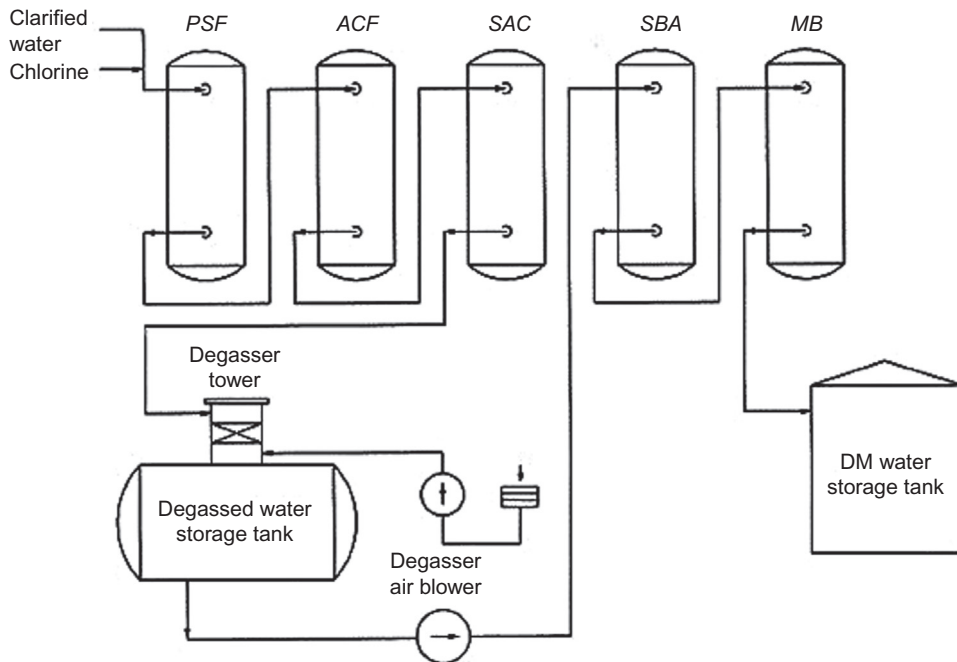 Clarified
water
Chlorine
PSF
ACF
SAC
SBA
MB
Degasser
tower
Degassed water
storage tank
Degasser
air blower
DM water
storage tank